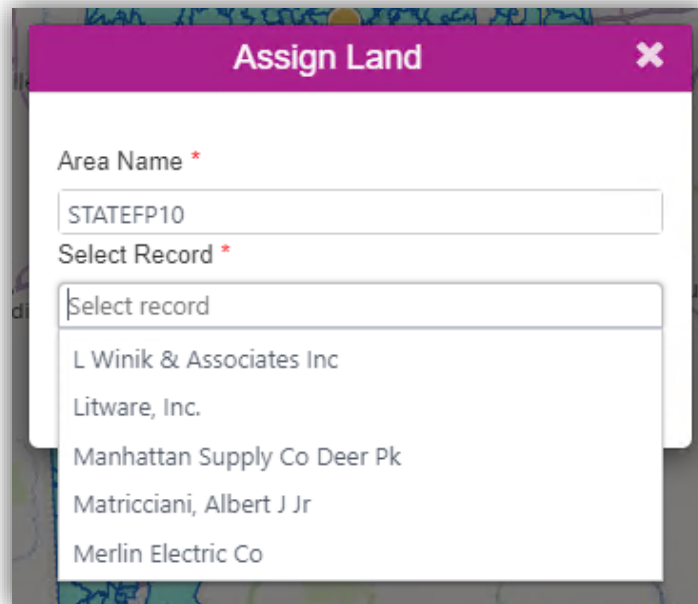 Assign Land
Area Name *
STATEFP10
Select Record *
Select record
L Winik & Associates Inc
Litware, Inc.
Manhattan Supply Co Deer Pk
Matricciani, Albert J Jr
Merlin Electric Co